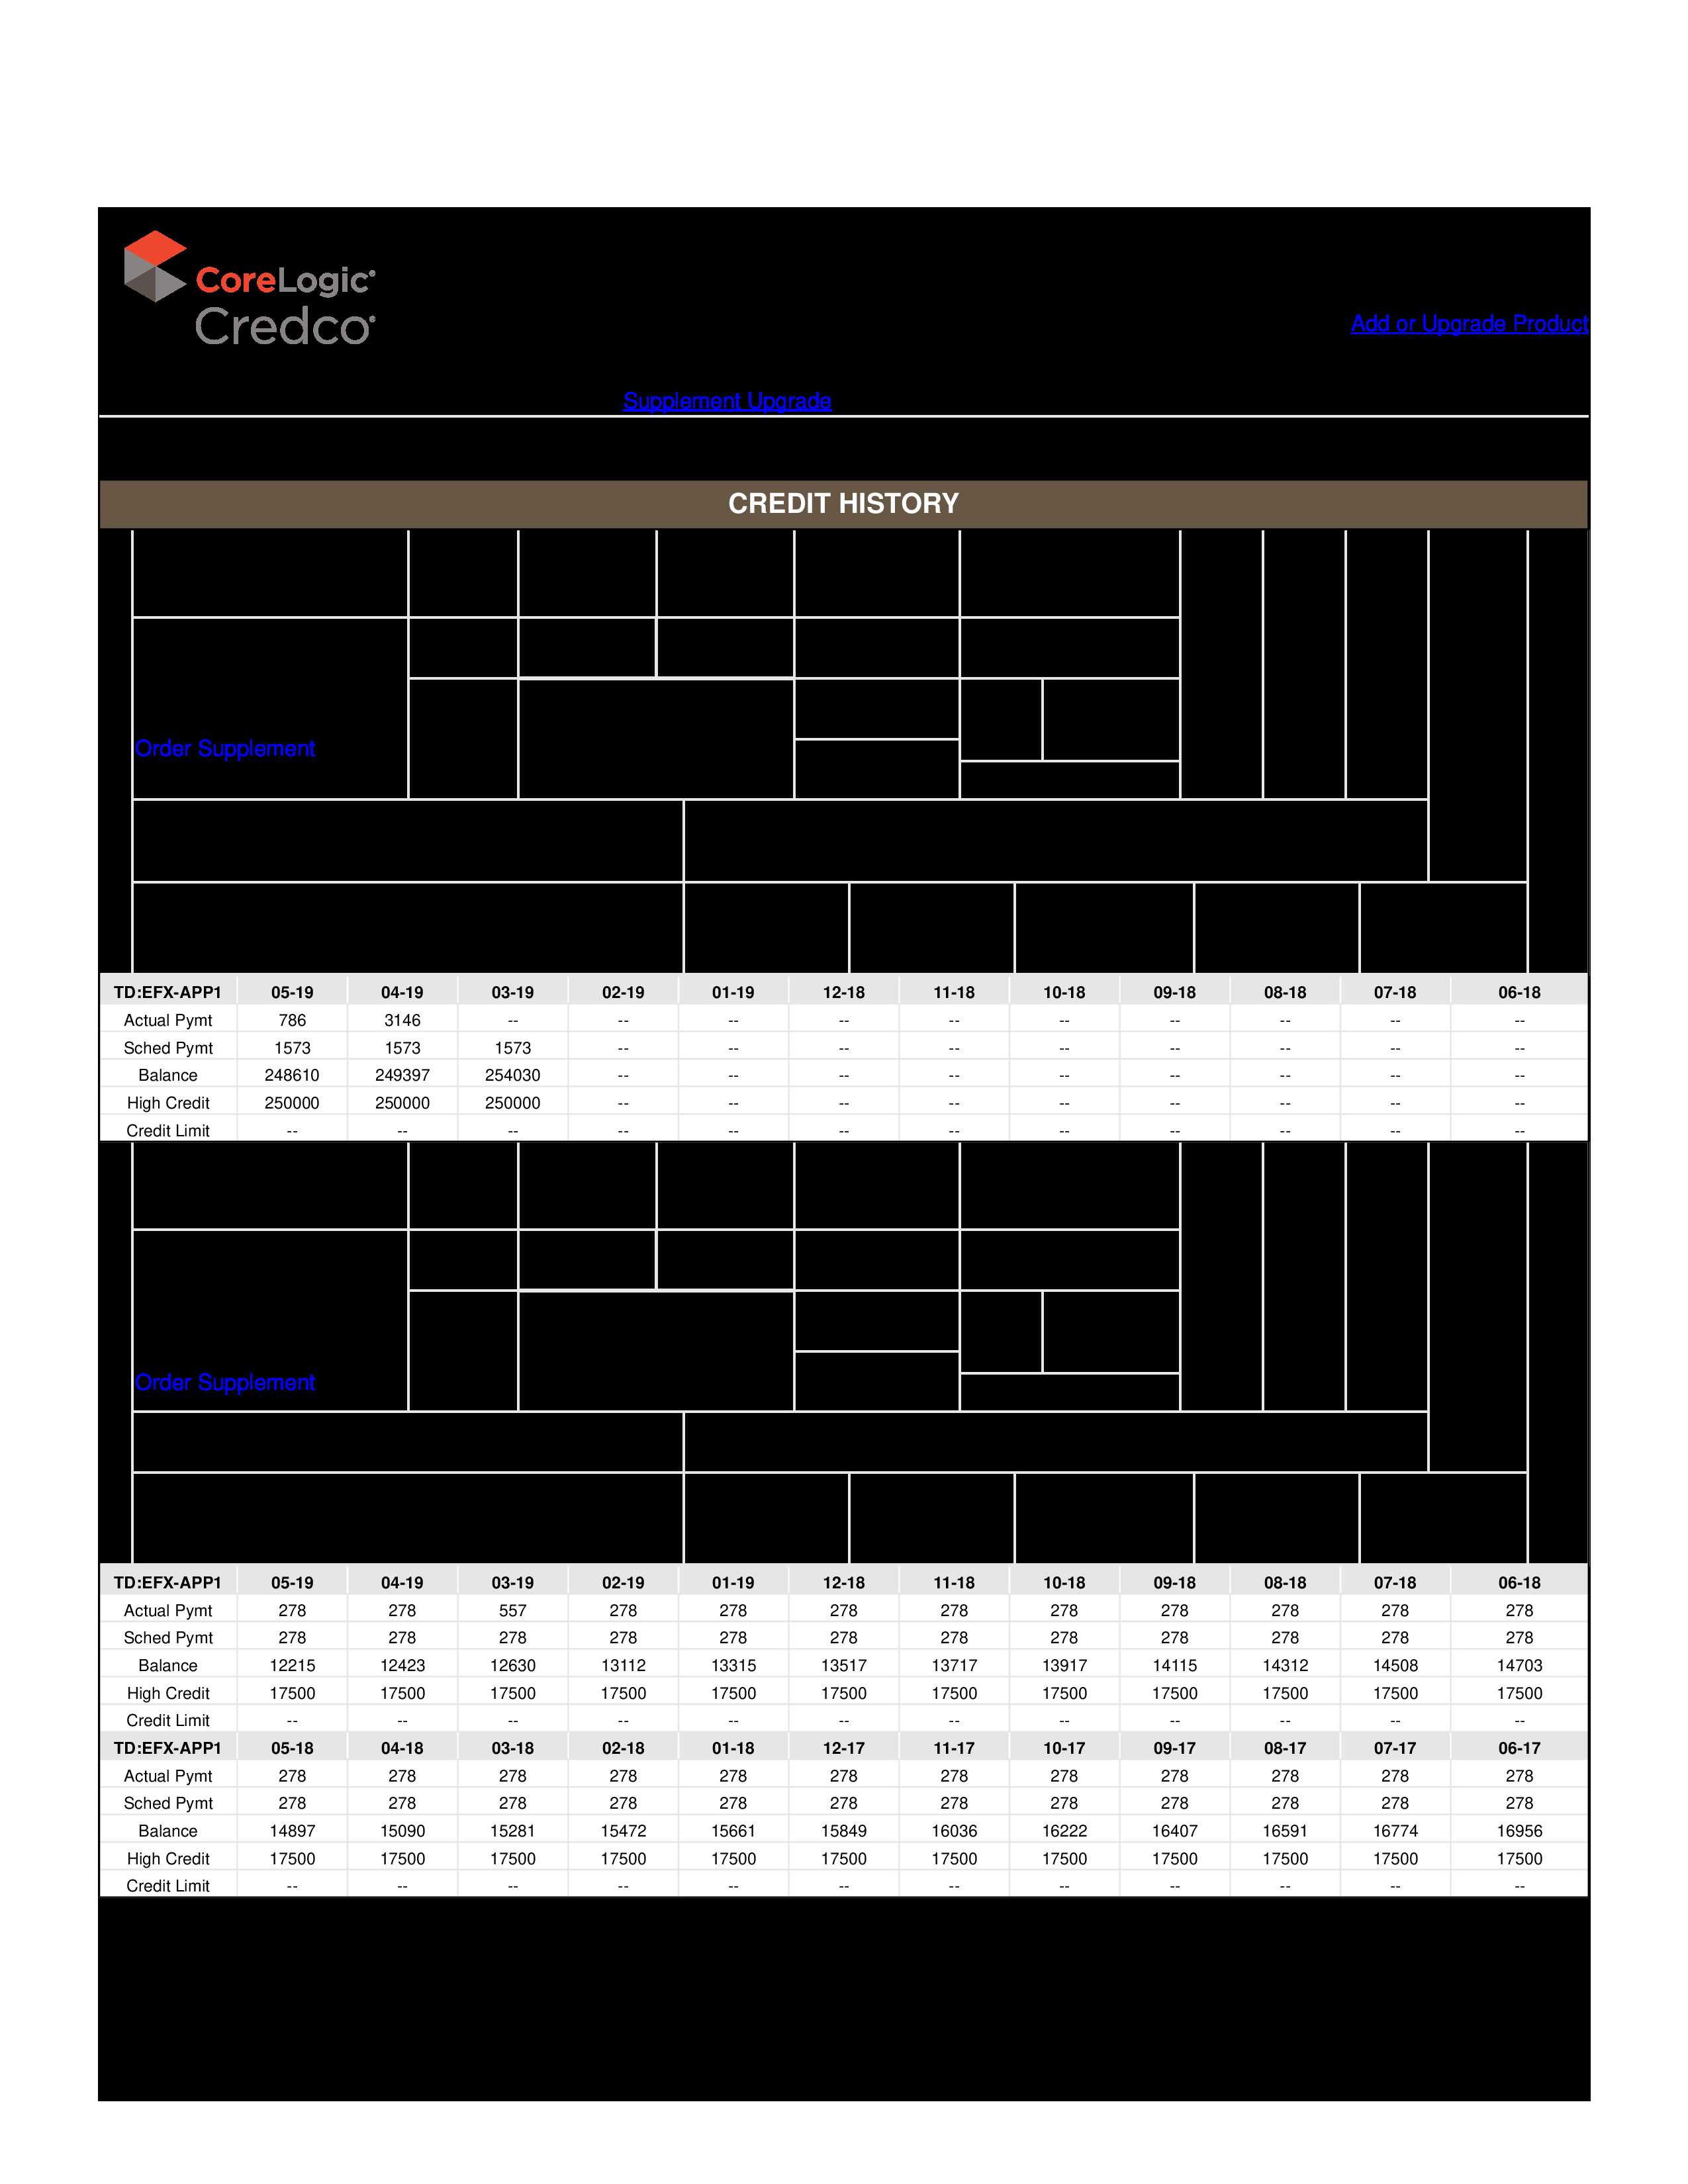 CoreLogic
Credco
Add or Upgrade Product
Supplement Upgrade
CREDIT HISTORY
Order Supplement
TD:EFX-APP1 05-19 04-19 03-19 02-19 01-19 12-18 11-18 10-18 09-18 08-18 07-18 06-18
Actual Pymt 786 3146 -- -- -- -- -- -- -- -- -- --
Sched Pymt 1573 1573 1573 -- -- -- -- -- -- -- -- --
Balance 248610 249397 254030 -- -- -- -- -- -- -- -- --
High Credit 250000 250000 250000 -- -- -- -- -- -- -- -- --
Credit Limit -- -- -- -- -- -- -- -- -- -- -- --
Order Supplement
TD:EFX-APP1 05-19 04-19 03-19 02-19 01-19 12-18 11-18 10-18 09-18 08-18 07-18 06-18
Actual Pymt 278 278 557 278 278 278 278 278 278 278 278 278
Sched Pymt 278 278 278 278 278 278 278 278 278 278 278 278
Balance 12215 12423 12630 13112 13315 13517 13717 13917 14115 14312 14508 14703
High Credit 17500 17500 17500 17500 17500 17500 17500 17500 17500 17500 17500 17500
Credit Limit -- -- -- -- -- -- -- -- -- -- -- --
TD:EFX-APP1 05-18 04-18 03-18 02-18 01-18 12-17 11-17 10-17 09-17 08-17 07-17 06-17
Actual Pymt 278 278 278 278 278 278 278 278 278 278 278 278
Sched Pymt 278 278 278 278 278 278 278 278 278 278 278 278
Balance 14897 15090 15281 15472 15661 15849 16036 16222 16407 16591 16774 16956
High Credit 17500 17500 17500 17500 17500 17500 17500 17500 17500 17500 17500 17500
Credit Limit -- -- -- -- -- -- -- -- -- -- -- --